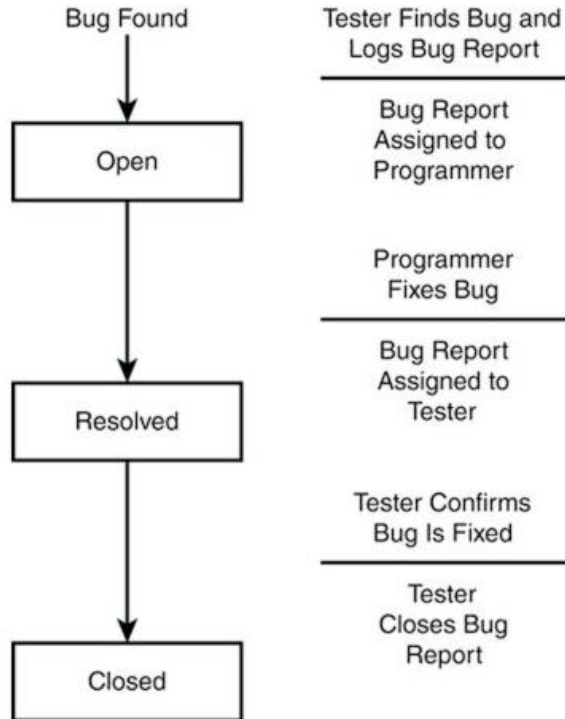 Bug Found
Open
Resolved
Closed
Tester Finds Bug and
Logs Bug Report
Bug Report
Assigned to
Programmer
Programmer
Fixes Bug
Bug Report
Assigned to
Tester
Tester Confirms
Bug Is Fixed
Tester
Closes Bug
Report